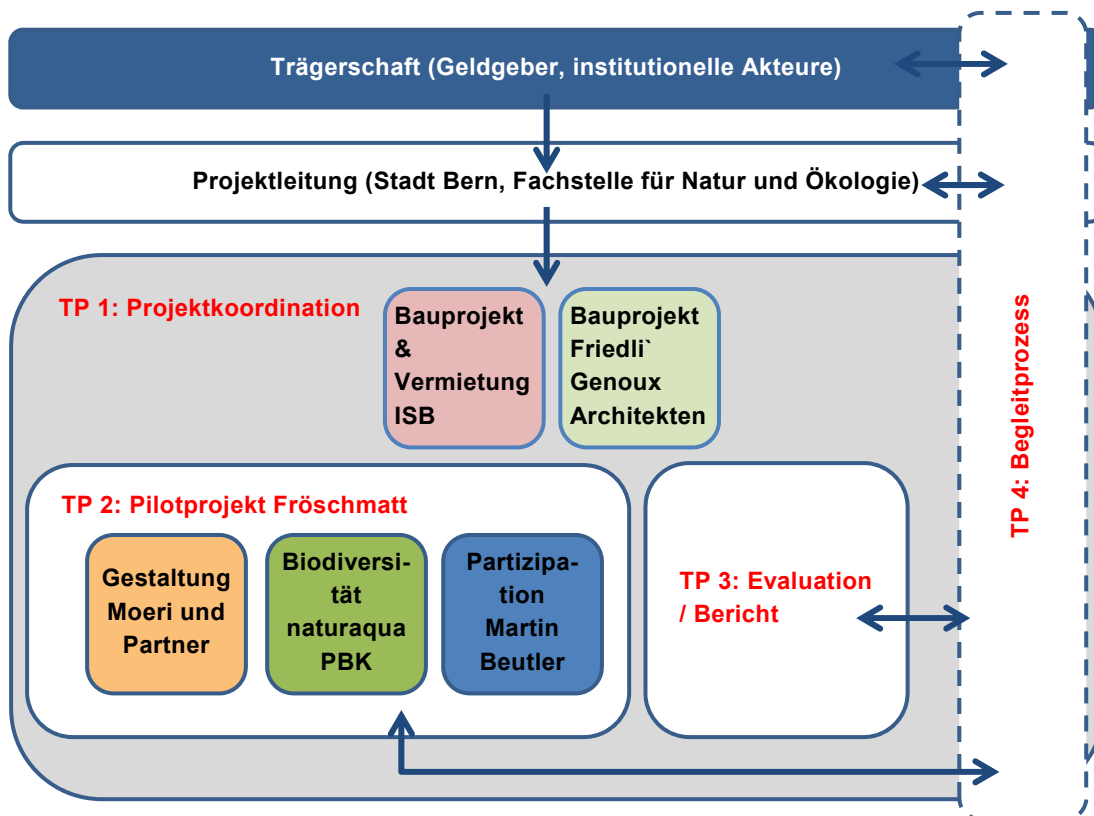 Trägerschaft (Geldgeber, institutionelle Akteure)
Projektleitung (Stadt Bern, Fachstelle für Natur und Ökologie)
TP 1: Projektkoordination
Bauprojekt
&
Vermietung
ISB
Bauprojekt
Friedli`
Genoux
Architekten
TP 2: Pilotprojekt Fröschmatt
Gestaltung
Moeri und
Partner
Biodiversi-
tät
naturaqua
PBK
Partizipa-
tion
Martin
Beutler
TP 3: Evaluation
/ Bericht
TP 4: Begleitprozess